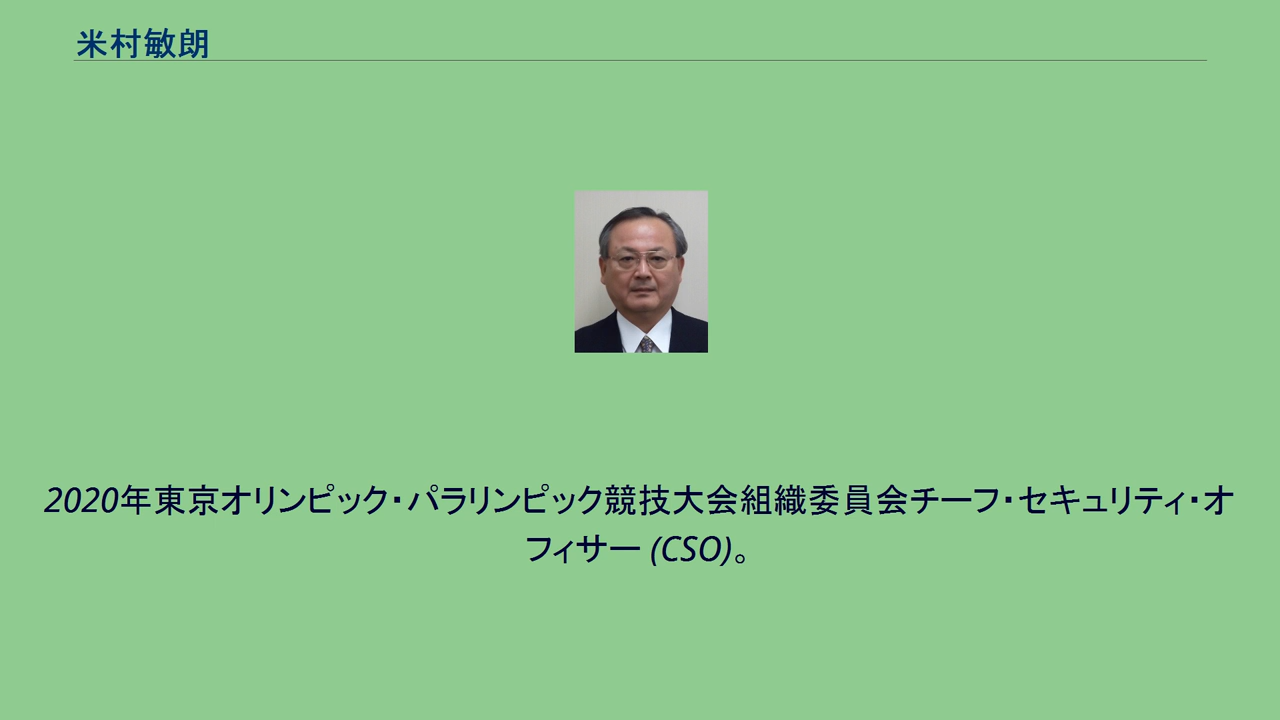 米村敏朗
2020年東京オリンピック・パラリンピック競技大会組織委員会チーフ・セキュリティ・オ
フィサー (CSO)。